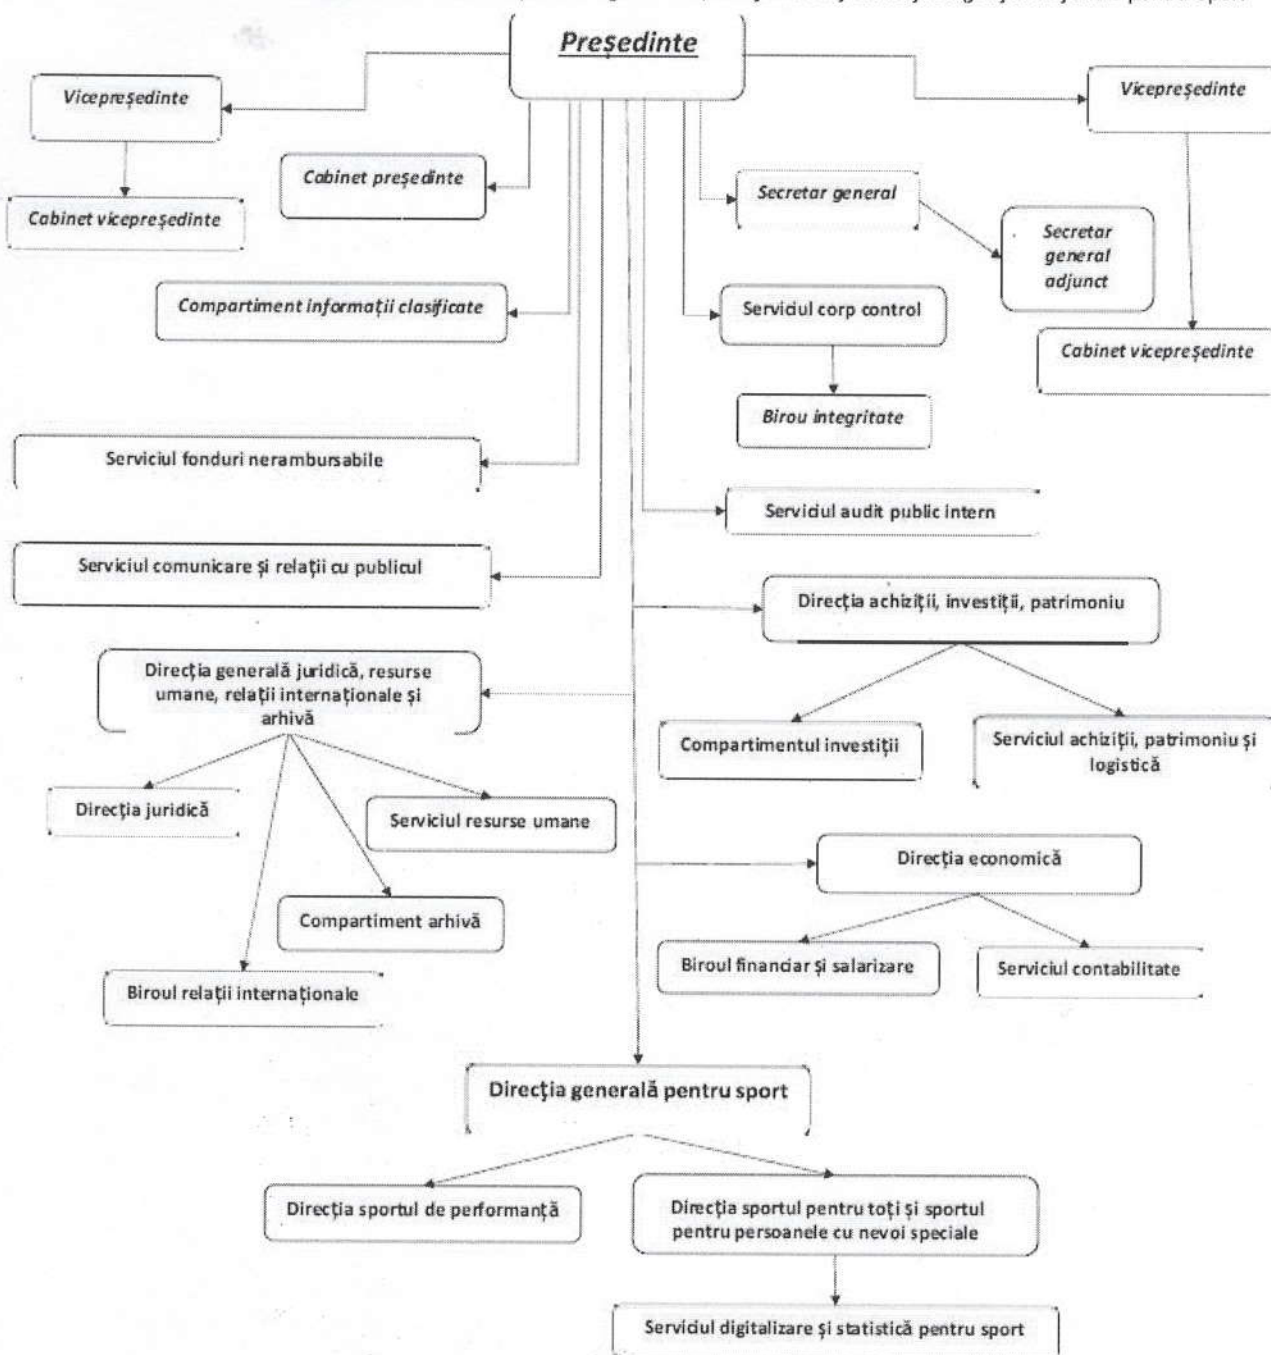 Președinte
Vicepreședinte
Vicepreședinte
Cabinet președinte
Secretar general
Cabinet vicepreședinte
Secretar
general
adjunct
Compartiment informații clasificate
Serviciul corp control
Cabinet vicepreședinte
Birou integritate
Serviciul fonduri nerambursabile
Serviciul audit public intern
Serviciul comunicare și relații cu publicul
Direcția achiziții, investiții, patrimoniu
Direcția generală juridică, resurse
umane, relații internaționale și
arhivă
Compartimentul investiții
Serviciul achiziții, patrimoniu și
logistică
Direcția juridică
Serviciul resurse umane
Direcția economică
Compartiment arhivă
Biroul financiar și salarizare
Serviciul contabilitate
Biroul relații internaționale
Direcția generală pentru sport
Direcția sportul de performanță
Direcția sportul pentru toți și sportul
pentru persoanele cu nevoi speciale
Serviciul digitalizare și statistică pentru sport